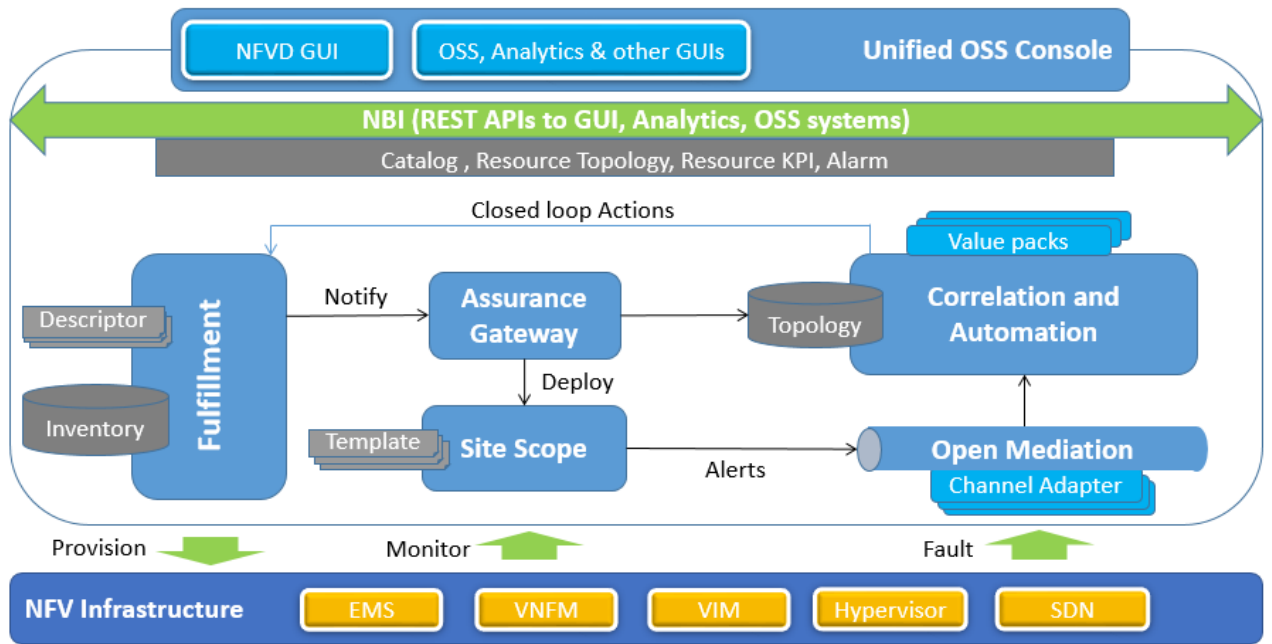 NFVD GUI
OSS, Analytics & other GUIs
Unified OSS Console
NBI (REST APIs to GUI, Analytics, OSS systems)
Catalog , Resource Topology, Resource KPI, Alarm
Closed loop Actions
Value packs
Fulfillment
Descriptor
Inventory
Notify
Assurance
Gateway
Topology
Correlation and
Automation
Deploy
Template
Site Scope
Alerts
Open Mediation
Channel Adapter
Provision
Monitor
Fault
NFV Infrastructure
EMS
VNFM
VIM
Hypervisor
SDN